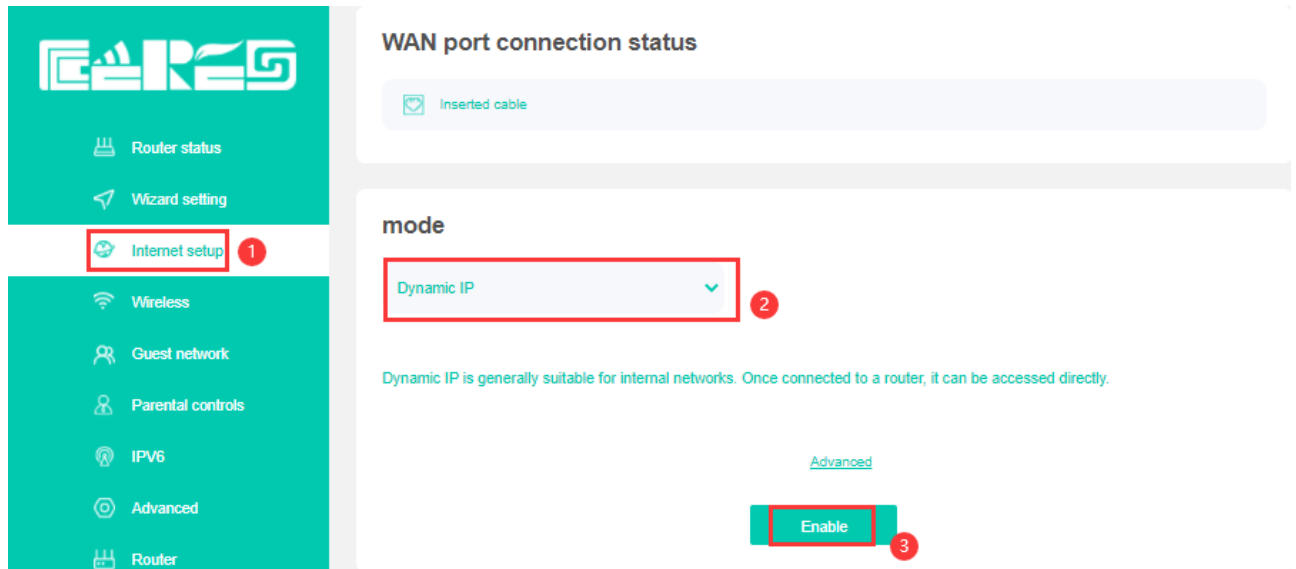 CERES
WAN port connection status
Inserted cable
Router status
Wizard setting
mode
Internet setup
1
Dynamic IP
2
Wireless
Guest network
Dynamic IP is generally suitable for internal networks. Once connected to a router, it can be accessed directly.
Parental controls
IPV6
Advanced
Advanced
Enable
3
Router